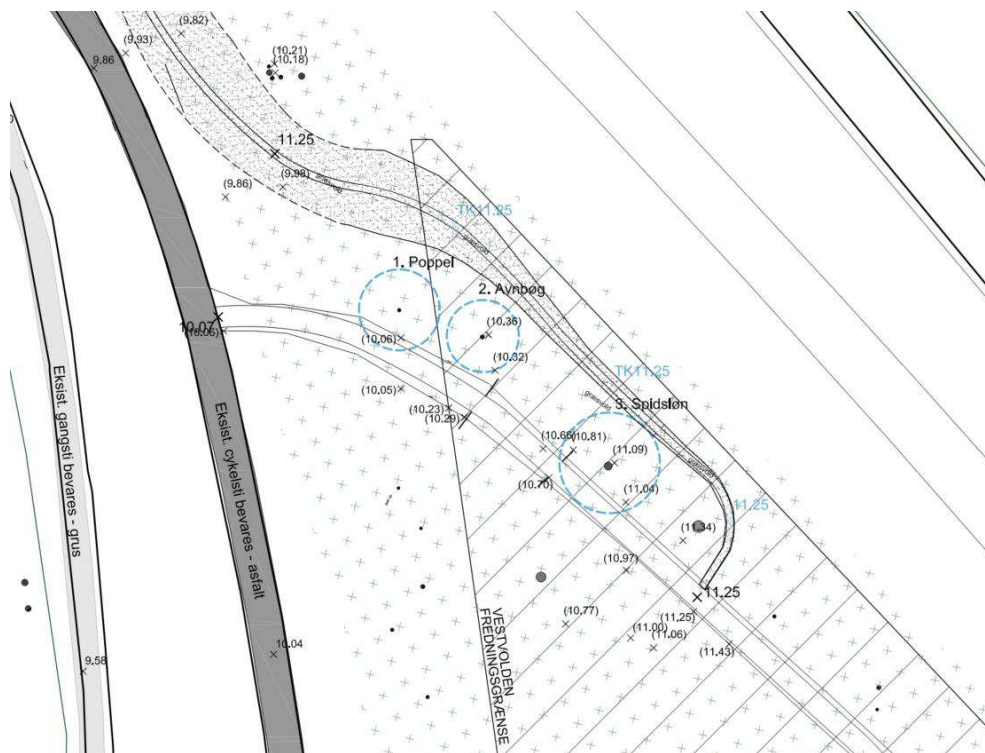 (9.82)
(9.93)
9.86
(10.21)
(10.18)
11.25
(9.98)
(9.86)
græsvold
TK11.25
græsvold
1. Poppel
2. Avnbøg
10.07
(10.06)
(10.36)
(10.32)
(10.05)
(10.23)
(10.29)
TK11.25
græsvold
3. Spidsløn
(10.66)
(10.81)
(11.09)
(10.70)
(11.04)
græsvold
11.25
(11.34)
(10.97)
11.25
(11.25)
(10.77)
(11.00)
(11.06)
(11.43)
10.04
9.58
Eksist. gangsti bevares - grus
Eksist. cykelsti bevares - asfalt
VESTVOLDEN
FREDNINGSGRÆNSE